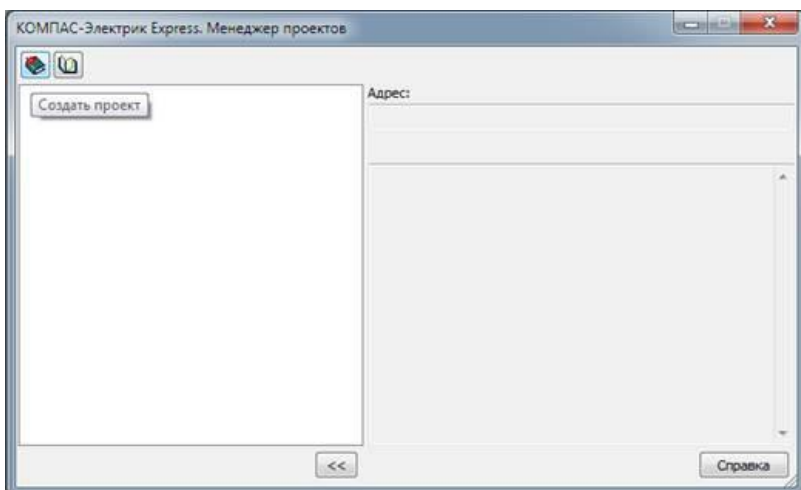 КОМПАС-Электрик Express. Менеджер проектов
Адрес:
Создать проект
<<
Справка